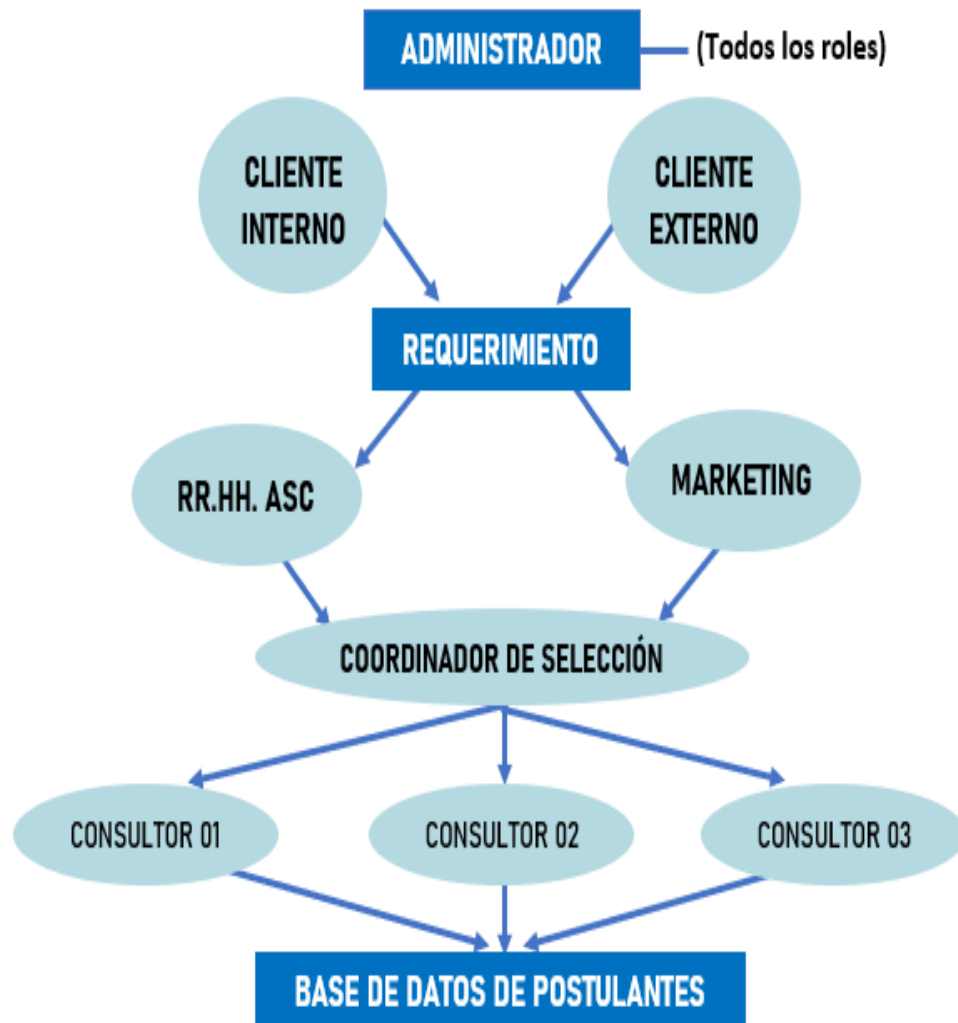 ADMINISTRADOR
(Todos los roles)
CLIENTE
INTERNO
CLIENTE
EXTERNO
REQUERIMIENTO
RR.HH. ASC
MARKETING
COORDINADOR DE SELECCIÓN
CONSULTOR 01
CONSULTOR 02
CONSULTOR 03
BASE DE DATOS DE POSTULANTES